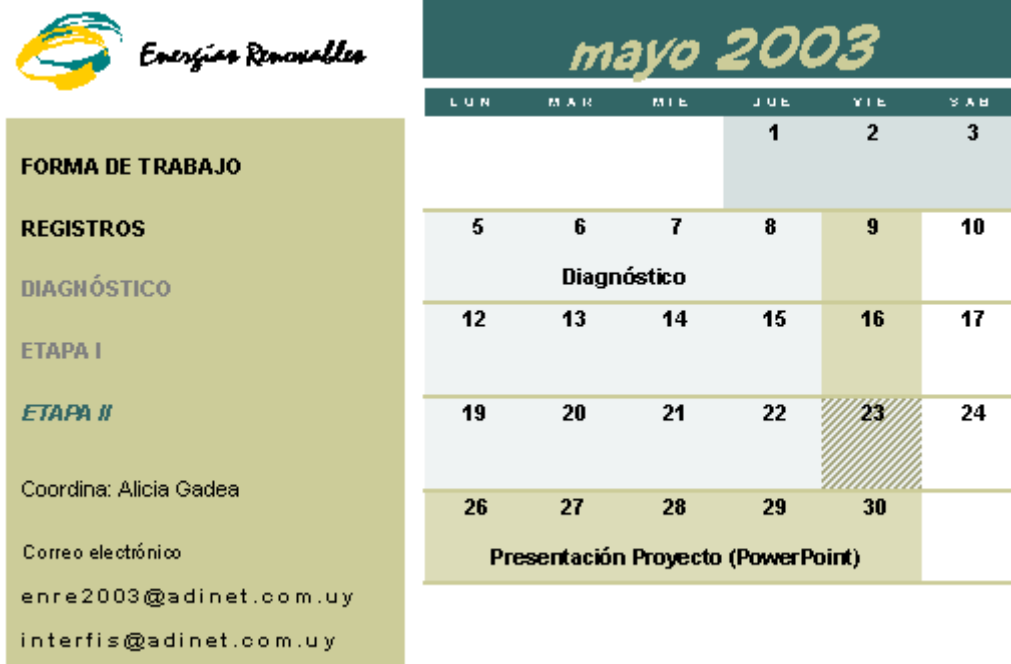 Energías Renovables
FORMA DE TRABAJO
REGISTROS
DIAGNÓSTICO
ETAPA I
ETAPA II
Coordina: Alicia Gadea
Correo electrónico
enre2003@adinet.com.uy
interfis@adinet.com.uy
mayo 2003
LUN MAR MIE JUE VIE SAB
1 2 3
5 6 7 8 9 10
Diagnóstico
12 13 14 15 16 17
19 20 21 22 23 24
26 27 28 29 30
Presentación Proyecto (PowerPoint)